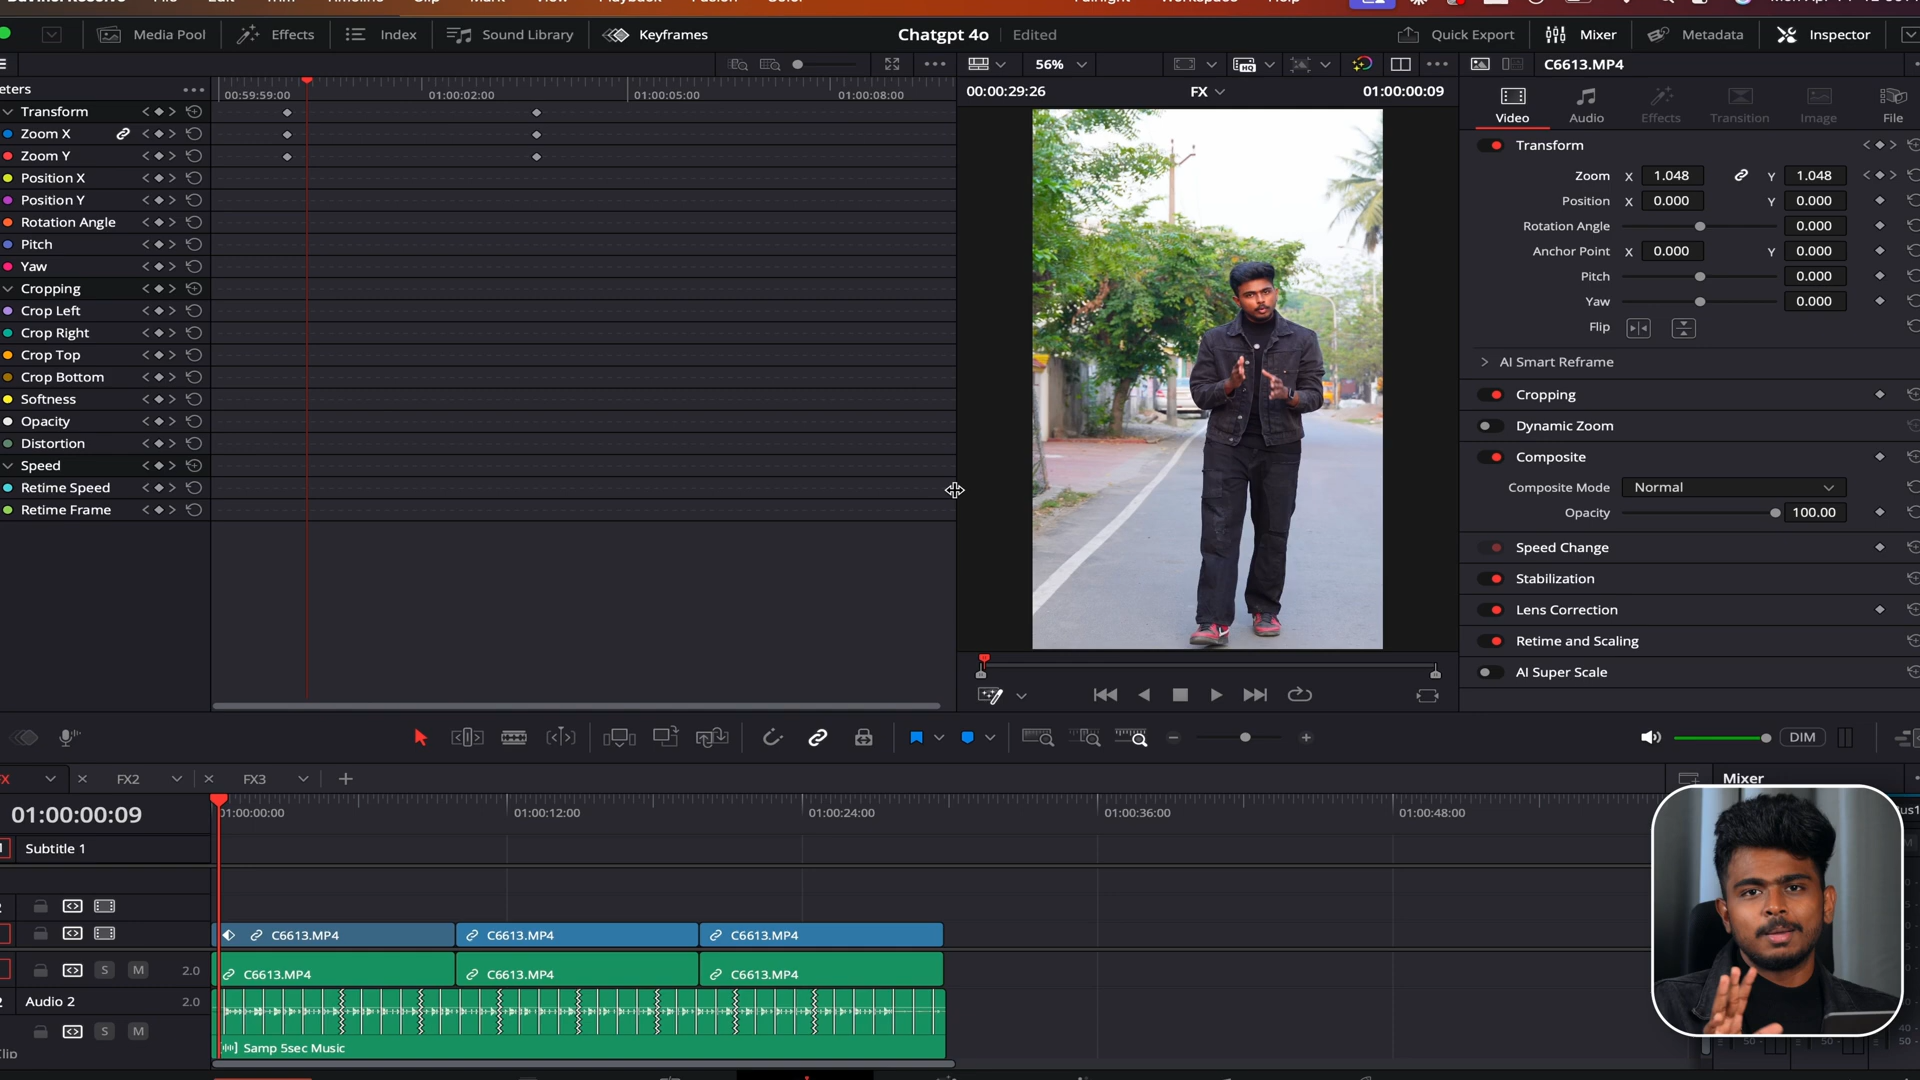 Media Pool Effects Index Sound Library Keyframes Chatgpt 4o Edited Quick Export Mixer Metadata Inspector
56% C6613.MP4
eters 00:59:59:00 01:00:02:00 01:00:05:00 01:00:08:00 00:00:29:26 FX 01:00:00:09
Video Audio Effects Transition Image File
Transform
Zoom X
Zoom Y
Position X
Position Y
Rotation Angle
Pitch
Yaw
Cropping
Crop Left
Crop Right
Crop Top
Crop Bottom
Softness
Opacity
Distortion
Speed
Retime Speed
Retime Frame
Transform
Zoom X 1.048 Y 1.048
Position X 0.000 Y 0.000
Rotation Angle 0.000
Anchor Point X 0.000 Y 0.000
Pitch 0.000
Yaw 0.000
Flip
AI Smart Reframe
Cropping
Dynamic Zoom
Composite
Composite Mode Normal
Opacity 100.00
Speed Change
Stabilization
Lens Correction
Retime and Scaling
AI Super Scale
DIM
FX FX2 FX3 Mixer
01:00:00:09 01:00:00:00 01:00:12:00 01:00:24:00 01:00:36:00 01:00:48:00
Subtitle 1
C6613.MP4 C6613.MP4 C6613.MP4
S M 2.0 C6613.MP4 C6613.MP4 C6613.MP4
Audio 2 2.0
S M
Samp 5sec Music